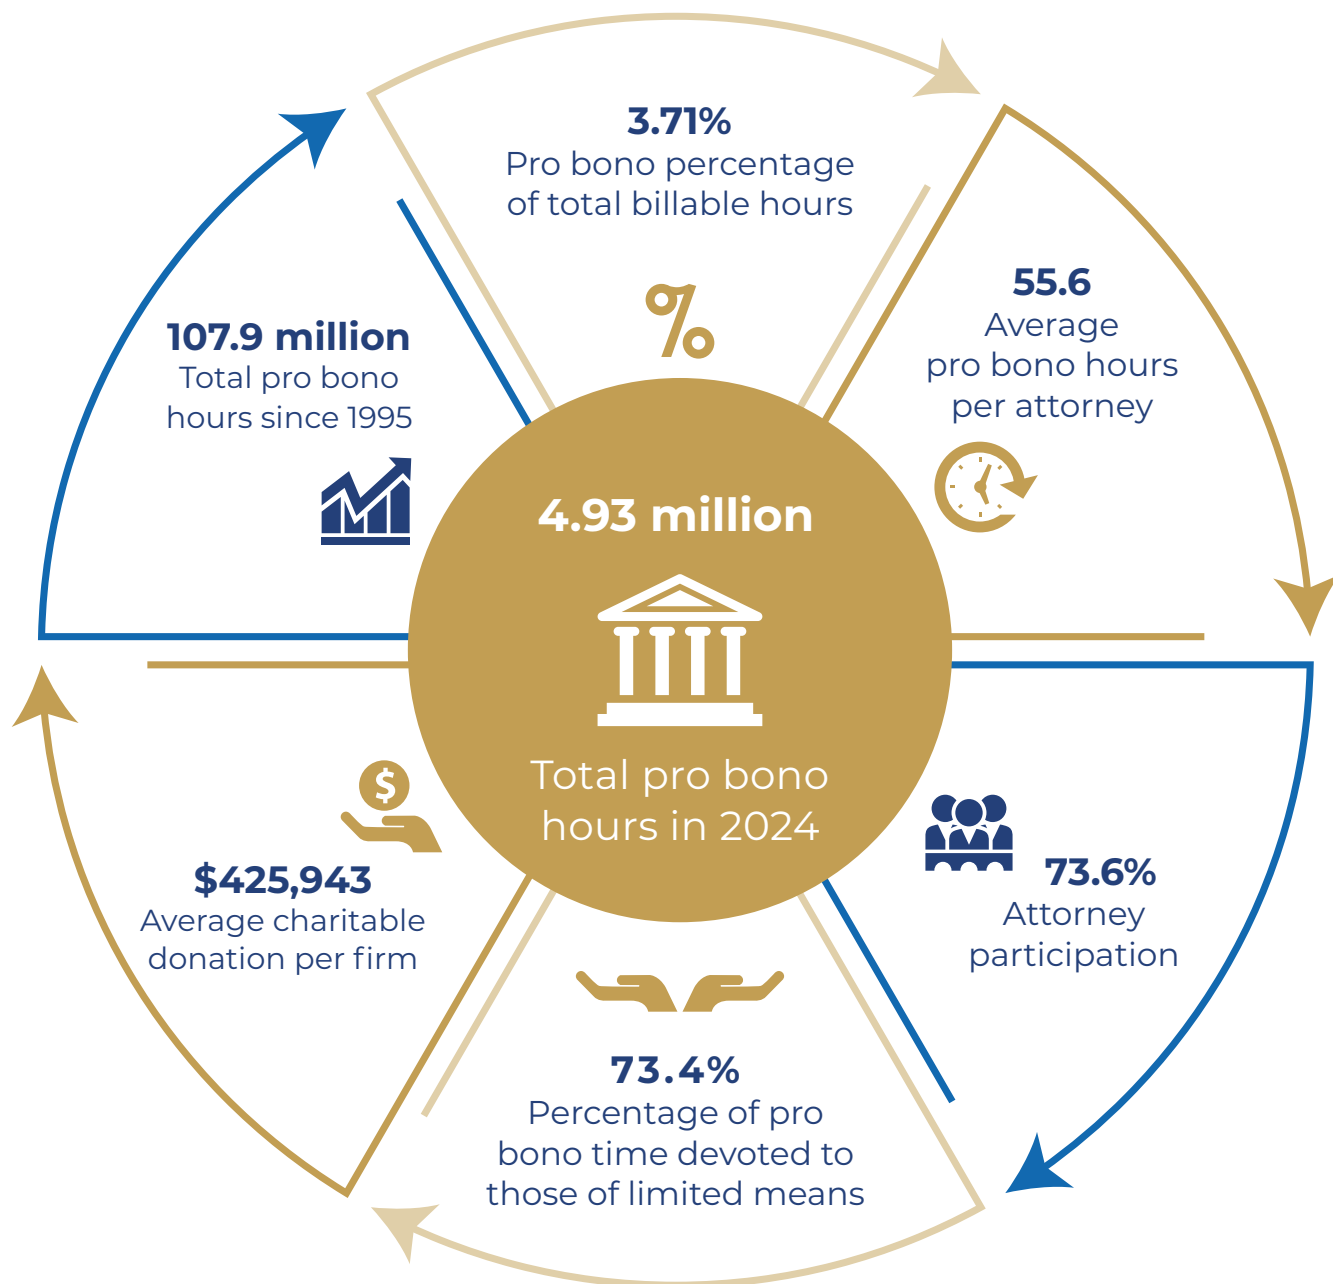 3.71%
Pro bono percentage
of total billable hours
%
55.6
Average
pro bono hours
per attorney
73.6%
Attorney
participation
73.4%
Percentage of pro
bono time devoted to
those of limited means
$
$425,943
Average charitable
donation per firm
107.9 million
Total pro bono
hours since 1995
4.93 million
Total pro bono
hours in 2024